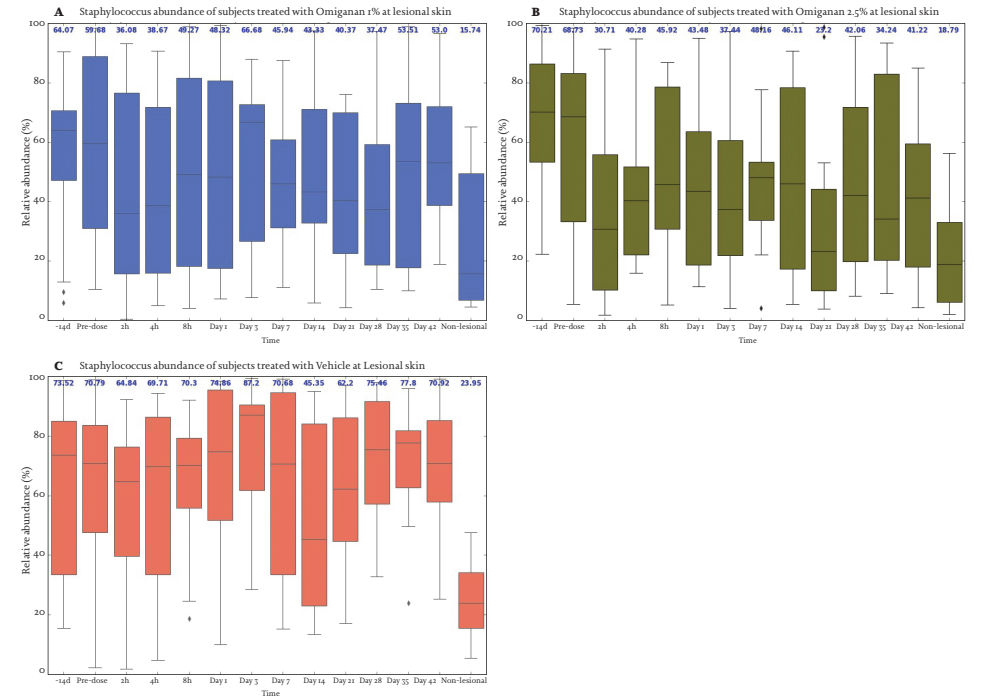 A Staphylococcus abundance of subjects treated with Omiganan 1% at lesional skin
100
64.07 59.68 36.08 38.67 49.27 48.32 66.68 45.94 43.33 40.37 37.47 53.51 53.0 15.74
80
60
40
20
0
Relative abundance (%)
-14d Pre-dose 2h 4h 8h Day 1 Day 3 Day 7 Day 14 Day 21 Day 28 Day 35 Day 42 Non-lesional
Time
B Staphylococcus abundance of subjects treated with Omiganan 2.5% at lesional skin
100
70.21 68.73 30.71 40.28 45.92 43.48 37.44 48.16 46.11 23.2 42.06 34.24 41.22 18.79
80
60
40
20
0
Relative abundance (%)
-14d Pre-dose 2h 4h 8h Day 1 Day 3 Day 7 Day 14 Day 21 Day 28 Day 35 Day 42 Non-lesional
Time
C Staphylococcus abundance of subjects treated with Vehicle at Lesional skin
100
73.52 70.79 64.84 69.71 70.3 74.86 87.2 70.68 45.35 62.2 75.46 77.8 70.92 23.95
80
60
40
20
0
Relative abundance (%)
-14d Pre-dose 2h 4h 8h Day 1 Day 3 Day 7 Day 14 Day 21 Day 28 Day 35 Day 42 Non-lesional
Time